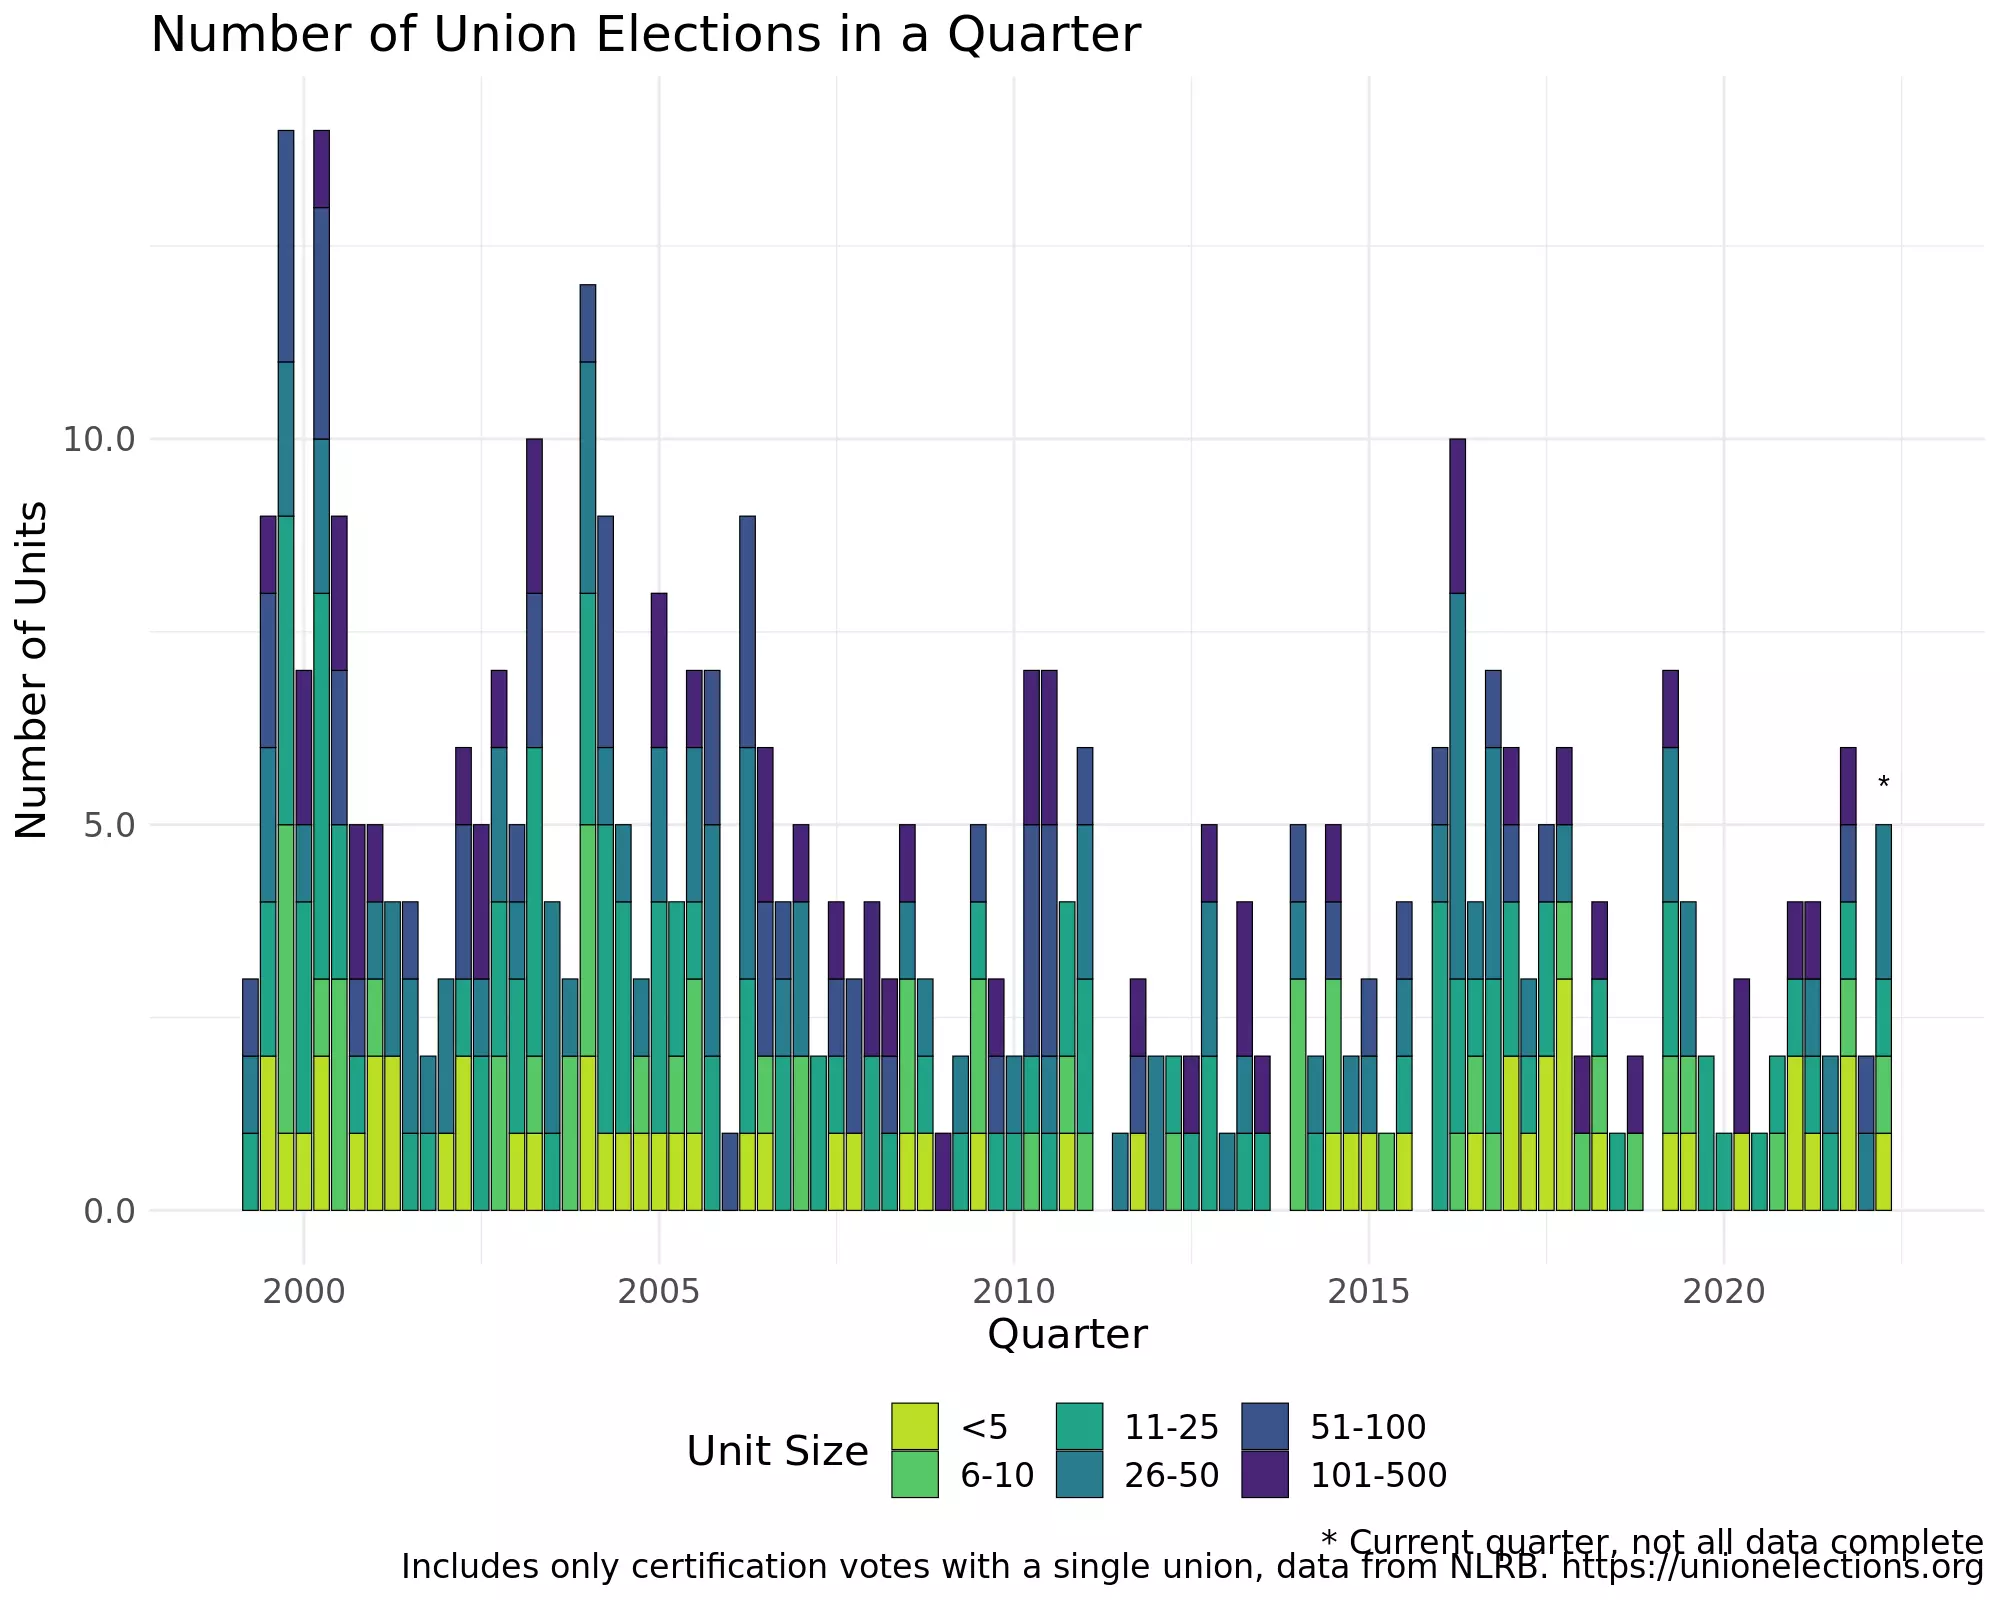 Number of Union Elections in a Quarter
Number of Units
10.0
5.0
0.0
*
2000 2005 2010 2015 2020
Quarter
Unit Size
<5 11-25 51-100
6-10 26-50 101-500
* Current quarter, not all data complete
Includes only certification votes with a single union, data from NLRB. https://unionelections.org